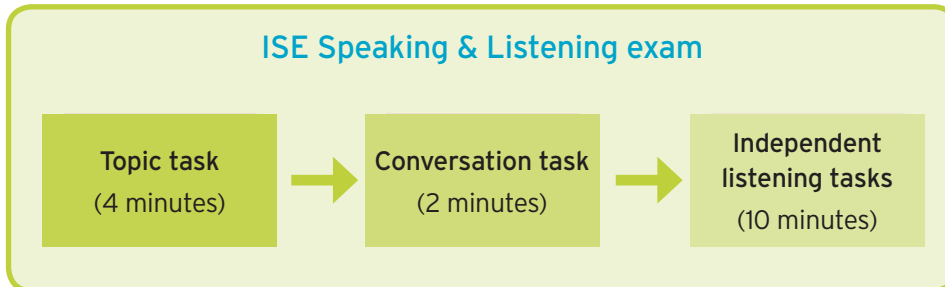 ISE Speaking & Listening exam
Topic task
(4 minutes)
Conversation task
(2 minutes)
Independent
listening tasks
(10 minutes)